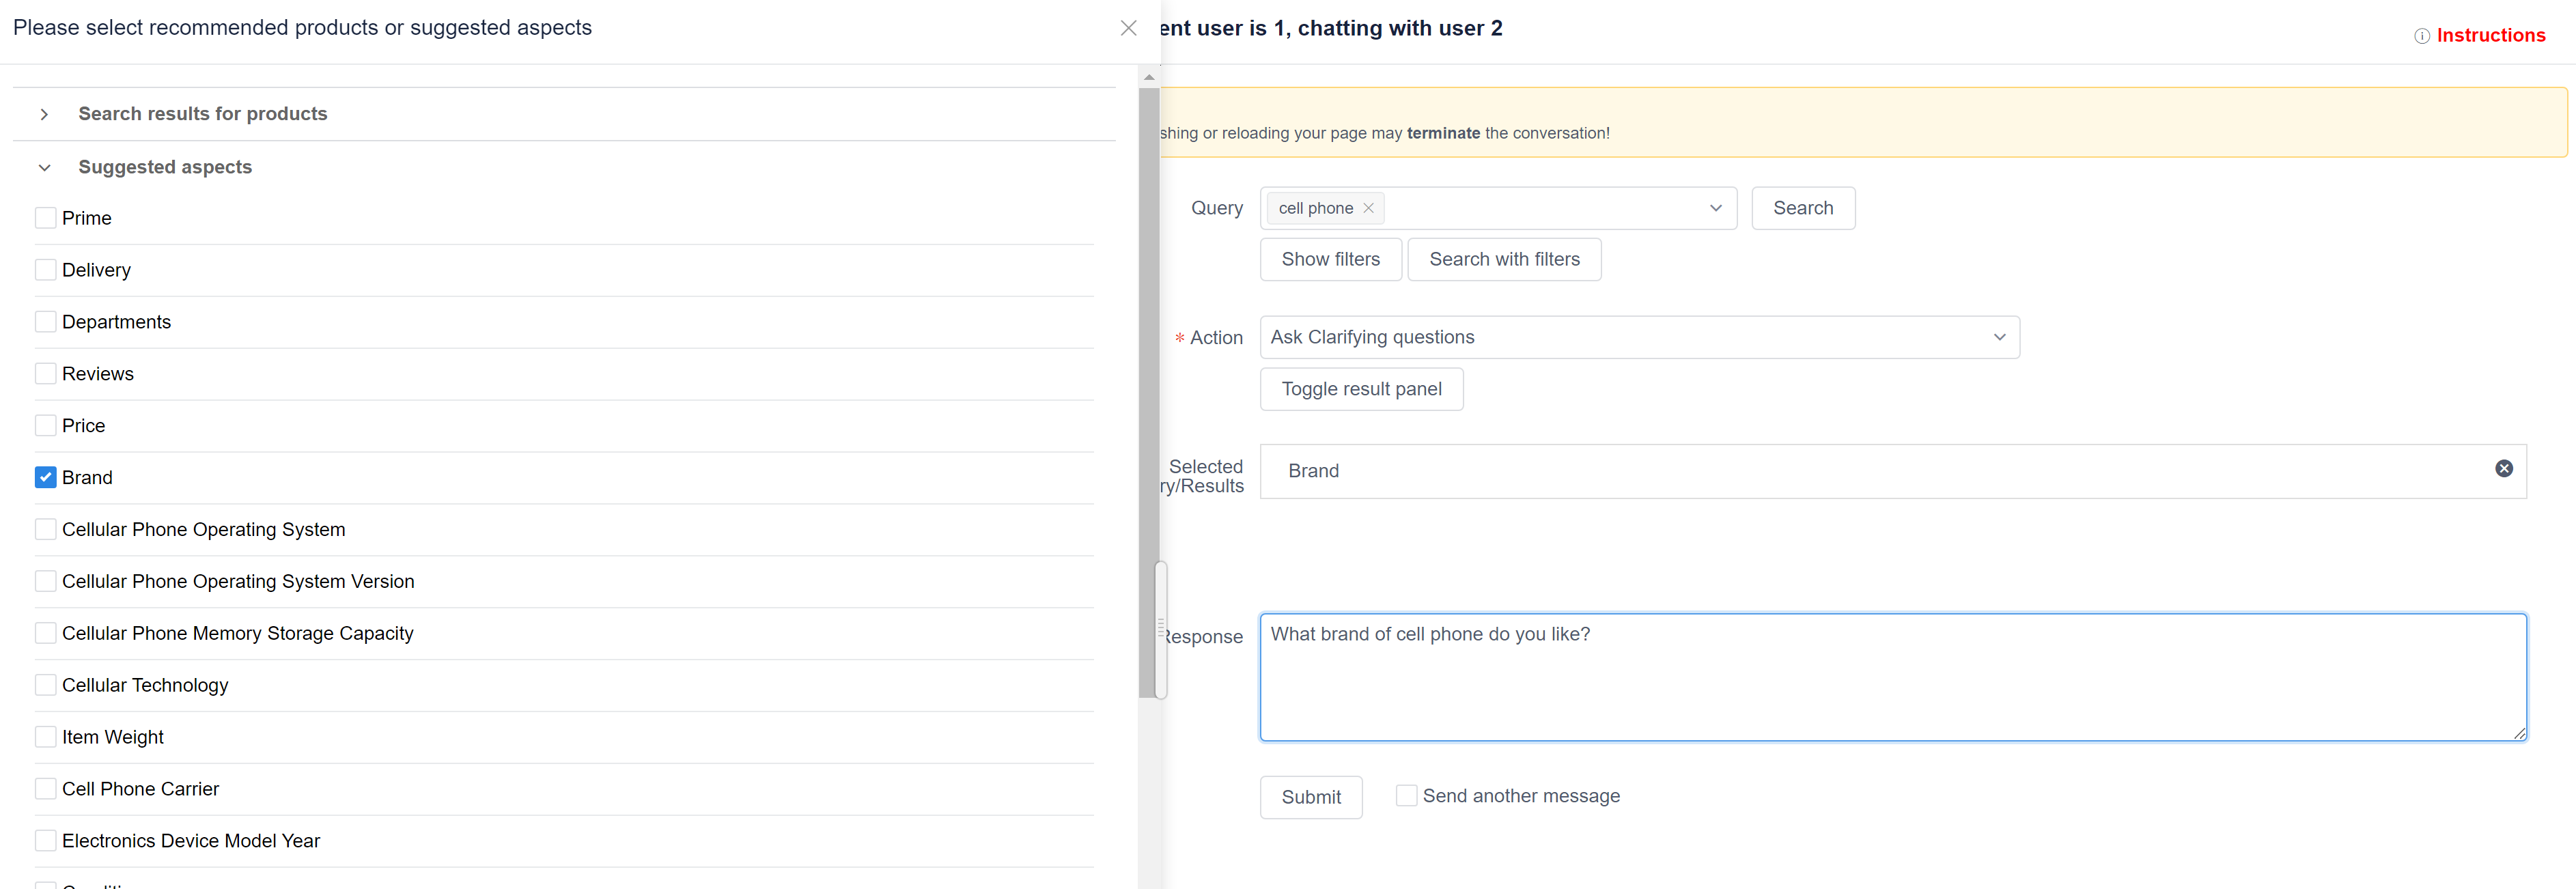 Please select recommended products or suggested aspects
Search results for products
Suggested aspects
Prime
Delivery
Departments
Reviews
Price
Brand
Cellular Phone Operating System
Cellular Phone Operating System Version
Cellular Phone Memory Storage Capacity
Cellular Technology
Item Weight
Cell Phone Carrier
Electronics Device Model Year
ent user is 1, chatting with user 2
Instructions
shing or reloading your page may terminate the conversation!
Query
cell phone
Search
Show filters
Search with filters
* Action
Ask Clarifying questions
Toggle result panel
Selected
ry/Results
Brand
Response
What brand of cell phone do you like?
Submit
Send another message